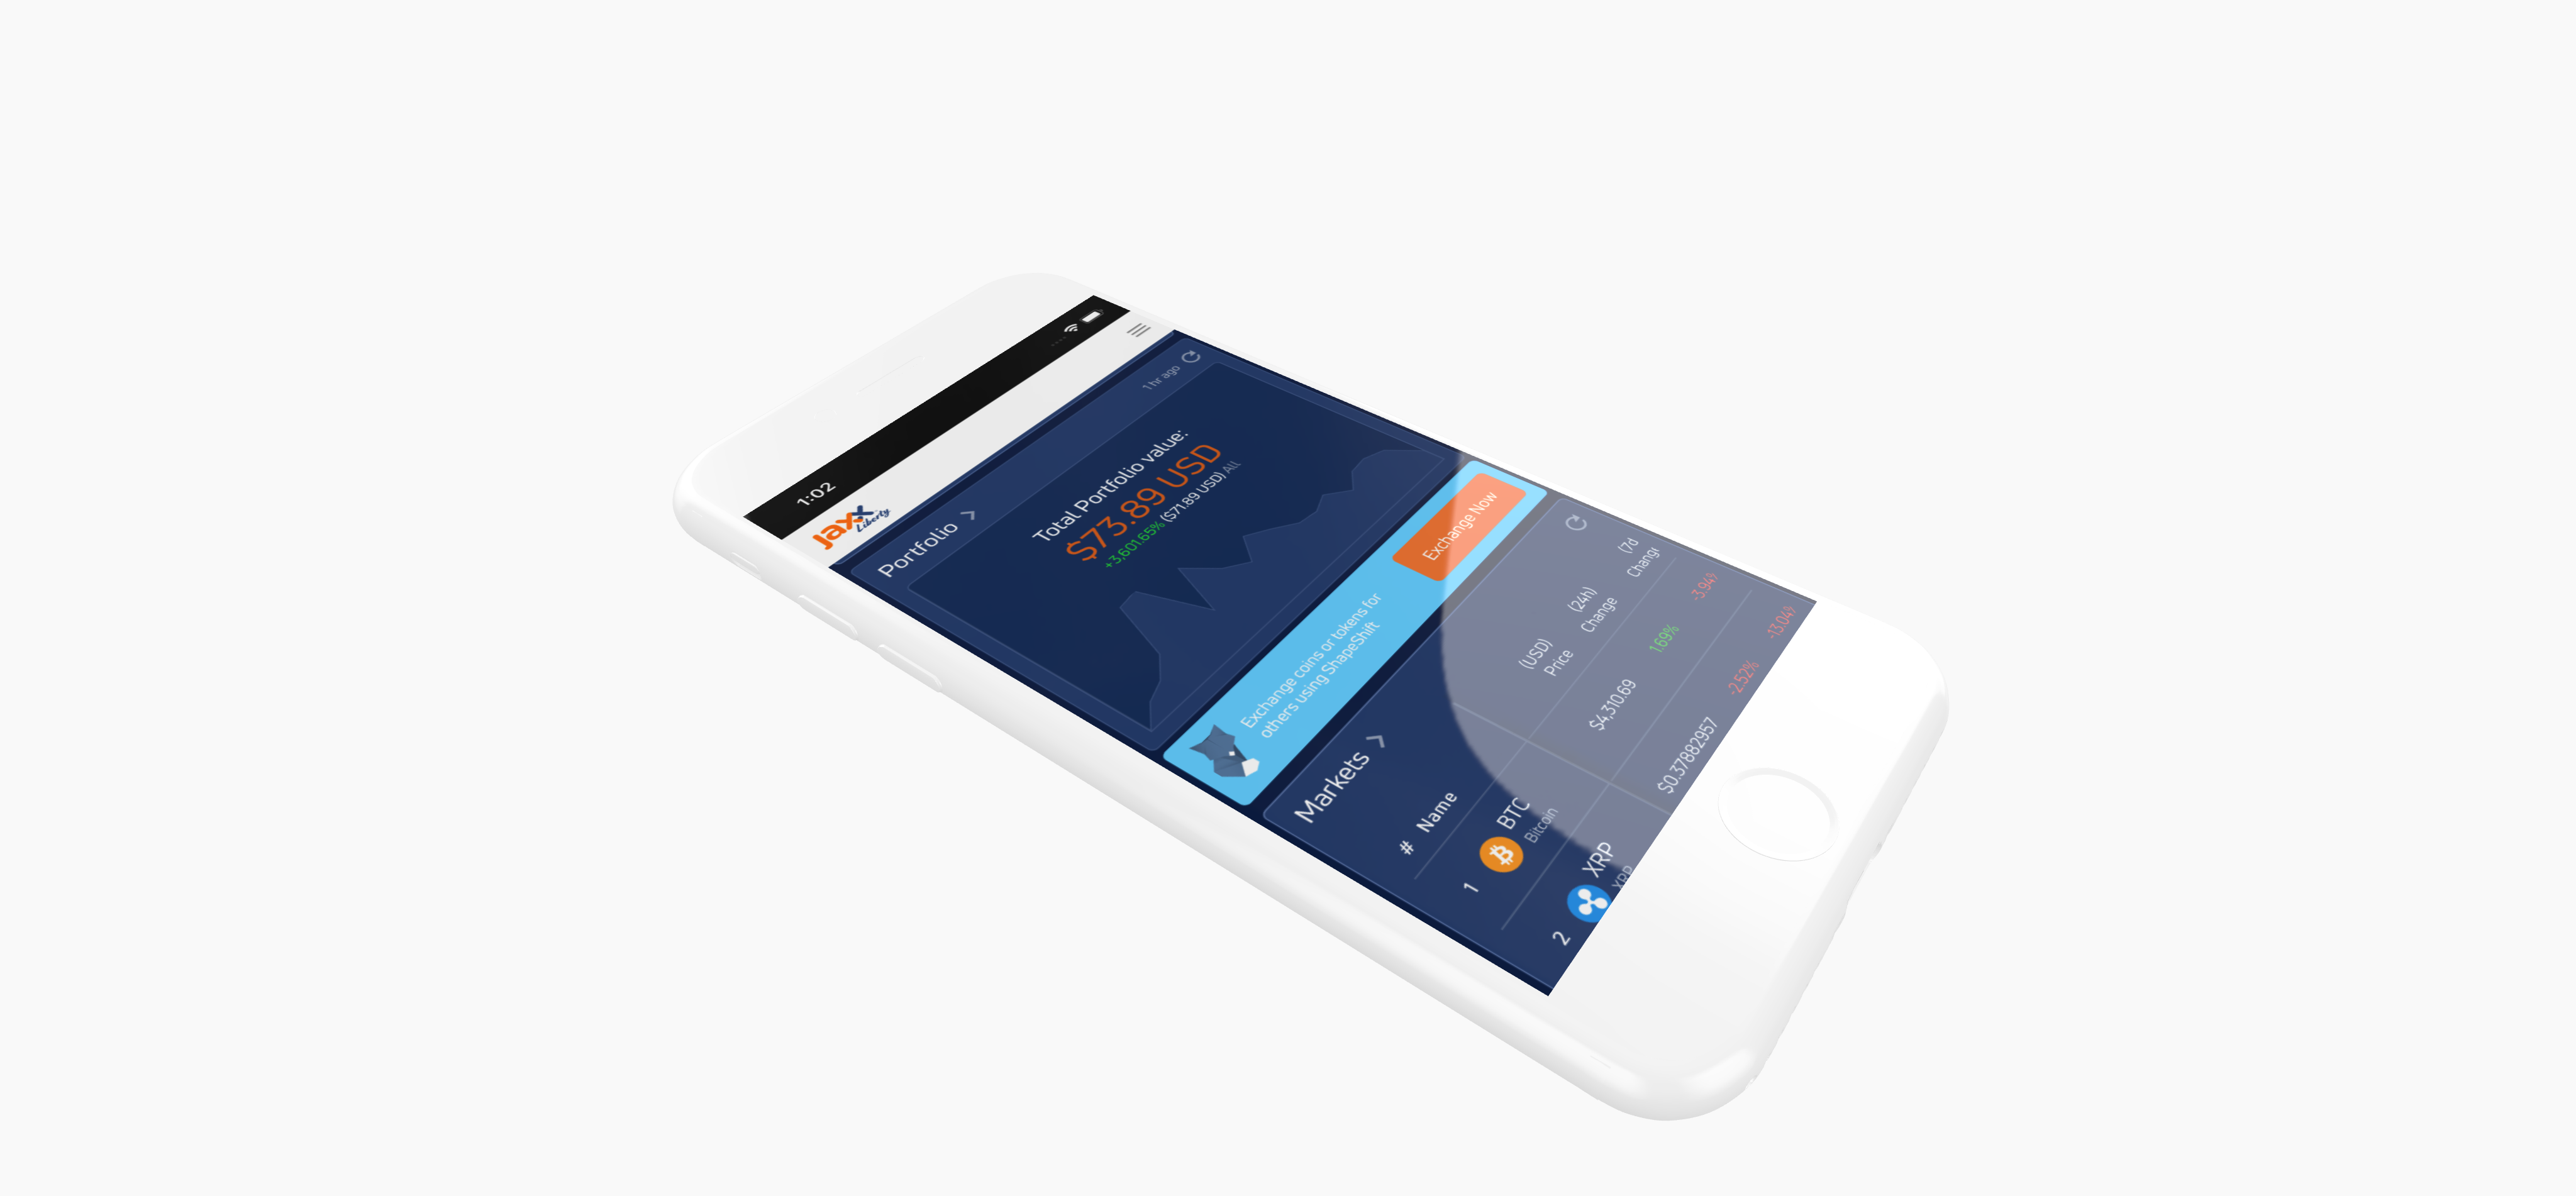 1:02
jaxx
Liberty
Portfolio
1 hr ago
Total Portfolio value:
$73.89 USD
+3,601.65% ($71.89 USD) All
Exchange coins or tokens for
others using ShapeShift
Exchange Now
Markets
# Name (USD) Price (24h) Change (7d) Chang
1 BTC $4,310.69 1.69% -3.94
Bitcoin
2 XRP $0.37882957 -2.52% -13.04
XRP